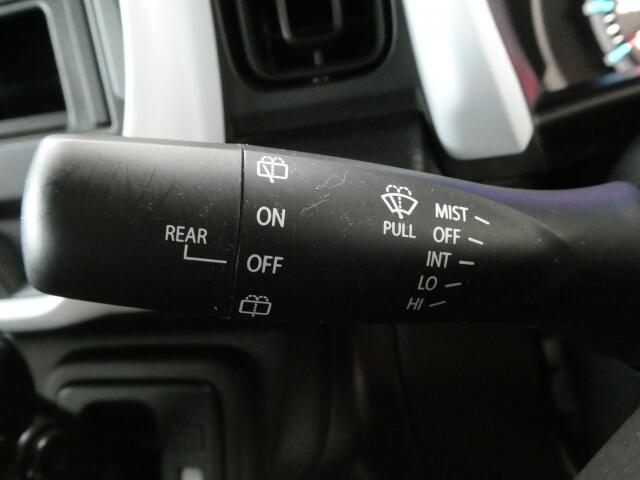 REAR
ON
OFF
PULL
MIST
OFF
INT
LO
HI